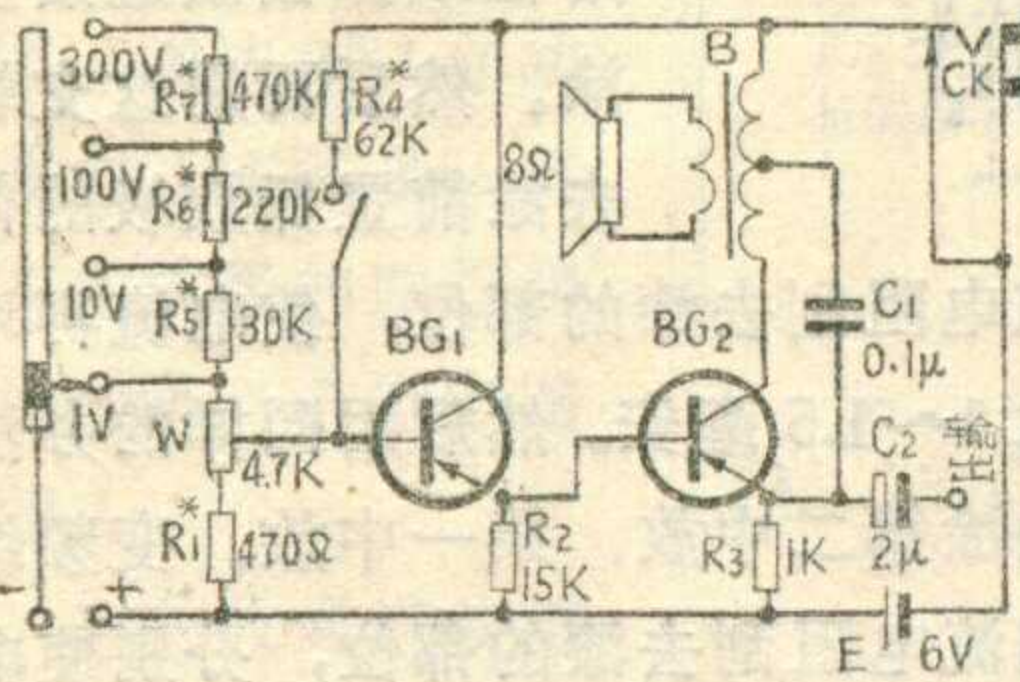 300V
R7* 470K
R4* 62K
100V
R6* 220K
10V
R5* 30K
1V
W 4.7K
R1* 470Ω
- +
BG1
R2
15K
8Ω
B
BG2
R3 1K
C1
0.1μ
C2
2μ
输出
CK
E 6V